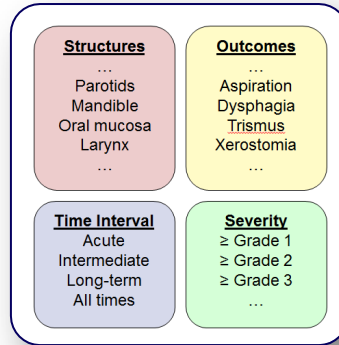 Structures
…
Parotids
Mandible
Oral mucosa
Larynx
…
Outcomes
…
Aspiration
Dysphagia
Trismus
Xerostomia
…
Time Interval
Acute
Intermediate
Long-term
All times
Severity
≥ Grade 1
≥ Grade 2
≥ Grade 3
…